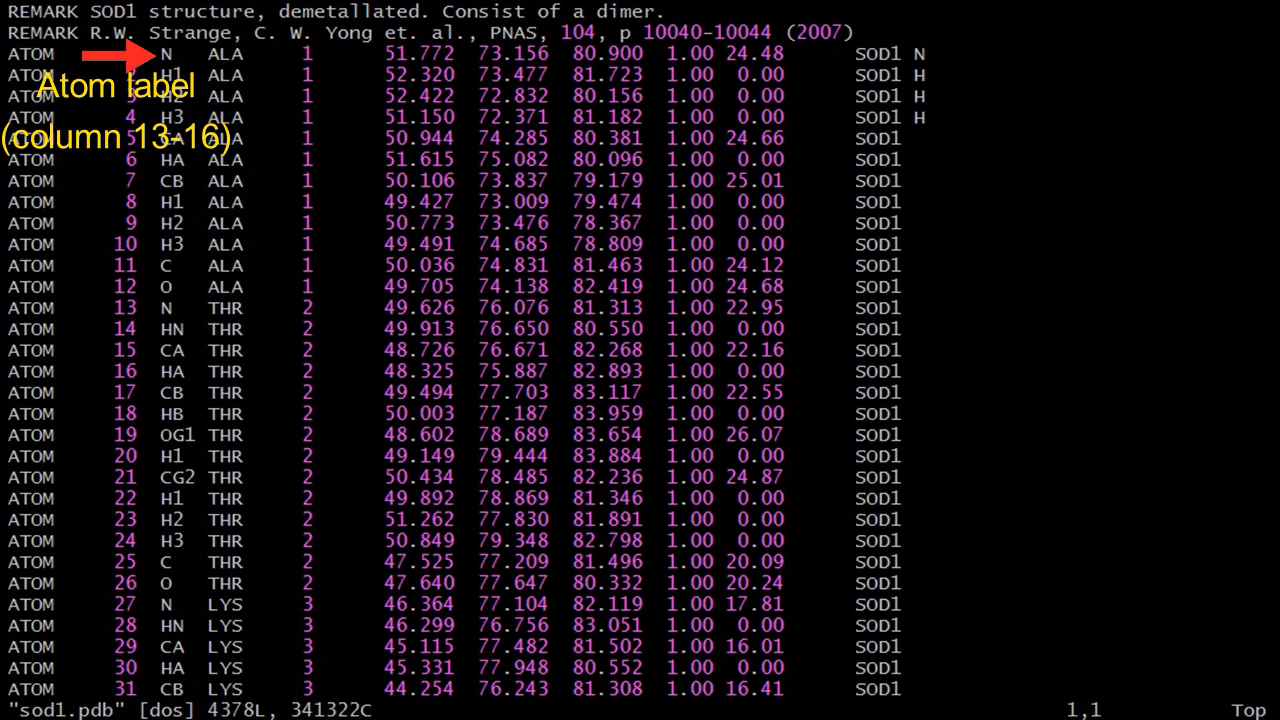 REMARK SOD1 structure, demetallated. Consist of a dimer.
REMARK R.W. Strange, C. W. Yong et. al., PNAS, 104, p 10040-10044 (2007)
ATOM N ALA 1 51.772 73.156 80.900 1.00 24.48 SOD1 N
ATOM 2 H1 ALA 1 52.320 73.477 81.723 1.00 0.00 SOD1 H
Atom label
ATOM 3 H2 ALA 1 52.422 72.832 80.156 1.00 0.00 SOD1 H
ATOM 4 H3 ALA 1 51.150 72.371 81.182 1.00 0.00 SOD1 H
(column 13-16)
ATOM 5 CA ALA 1 50.944 74.285 80.381 1.00 24.66 SOD1
ATOM 6 HA ALA 1 51.615 75.082 80.096 1.00 0.00 SOD1
ATOM 7 CB ALA 1 50.106 73.837 79.179 1.00 25.01 SOD1
ATOM 8 H1 ALA 1 49.427 73.009 79.474 1.00 0.00 SOD1
ATOM 9 H2 ALA 1 50.773 73.476 78.367 1.00 0.00 SOD1
ATOM 10 H3 ALA 1 49.491 74.685 78.809 1.00 0.00 SOD1
ATOM 11 C ALA 1 50.036 74.831 81.463 1.00 24.12 SOD1
ATOM 12 O ALA 1 49.705 74.138 82.419 1.00 24.68 SOD1
ATOM 13 N THR 2 49.626 76.076 81.313 1.00 22.95 SOD1
ATOM 14 HN THR 2 49.913 76.650 80.550 1.00 0.00 SOD1
ATOM 15 CA THR 2 48.726 76.671 82.268 1.00 22.16 SOD1
ATOM 16 HA THR 2 48.325 75.887 82.893 1.00 0.00 SOD1
ATOM 17 CB THR 2 49.494 77.703 83.117 1.00 22.55 SOD1
ATOM 18 HB THR 2 50.003 77.187 83.959 1.00 0.00 SOD1
ATOM 19 OG1 THR 2 48.602 78.689 83.654 1.00 26.07 SOD1
ATOM 20 H1 THR 2 49.149 79.444 83.884 1.00 0.00 SOD1
ATOM 21 CG2 THR 2 50.434 78.485 82.236 1.00 24.87 SOD1
ATOM 22 H1 THR 2 49.892 78.869 81.346 1.00 0.00 SOD1
ATOM 23 H2 THR 2 51.262 77.830 81.891 1.00 0.00 SOD1
ATOM 24 H3 THR 2 50.849 79.348 82.798 1.00 0.00 SOD1
ATOM 25 C THR 2 47.525 77.209 81.496 1.00 20.09 SOD1
ATOM 26 O THR 2 47.640 77.647 80.332 1.00 20.24 SOD1
ATOM 27 N LYS 3 46.364 77.104 82.119 1.00 17.81 SOD1
ATOM 28 HN LYS 3 46.299 76.756 83.051 1.00 0.00 SOD1
ATOM 29 CA LYS 3 45.115 77.482 81.502 1.00 16.01 SOD1
ATOM 30 HA LYS 3 45.331 77.948 80.552 1.00 0.00 SOD1
ATOM 31 CB LYS 3 44.254 76.243 81.308 1.00 16.41 SOD1
"sod1.pdb" [dos] 4378L, 341322C 1,1 Top